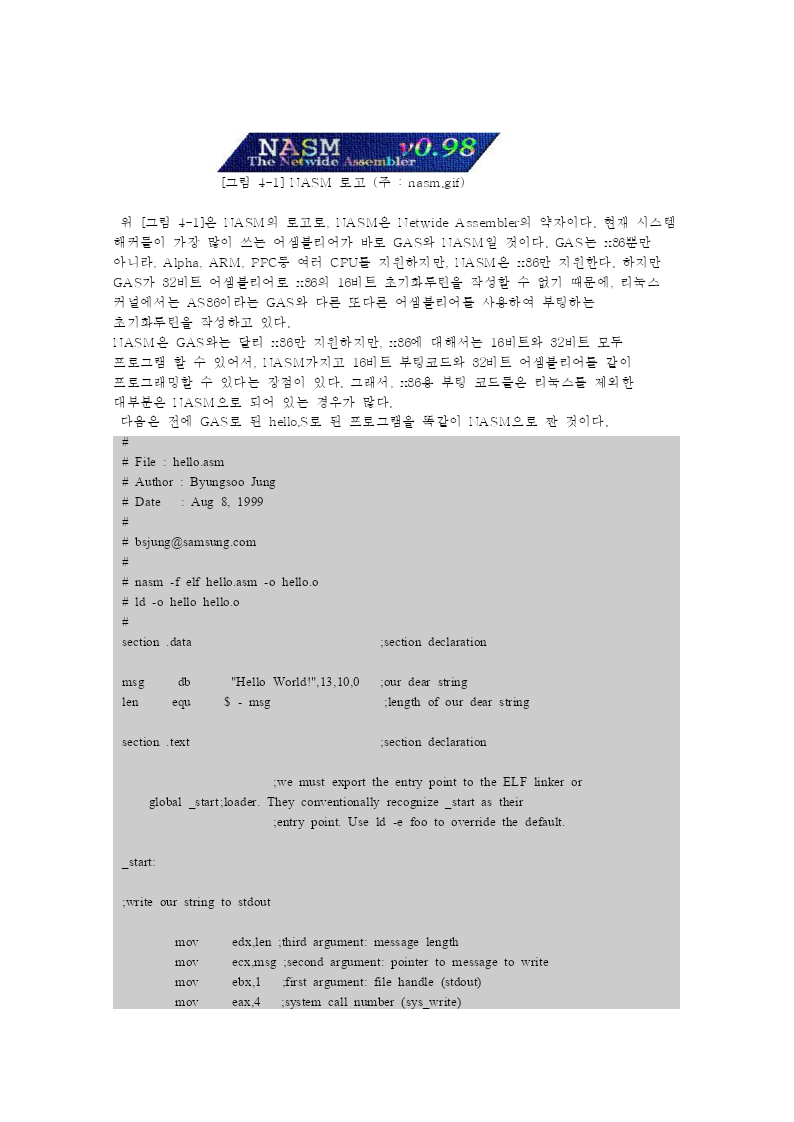 NASM v0.98
The Netwide Assembler
[그림 4-1] NASM 로고 (주 : nasm.gif)
위 [그림 4-1]은 NASM의 로고로, NASM은 Netwide Assembler의 약자이다. 현재 시스템
해커들이 가장 많이 쓰는 어셈블리어가 바로 GAS와 NASM일 것이다. GAS는 x86뿐만
아니라, Alpha, ARM, PPC등 여러 CPU를 지원하지만, NASM은 x86만 지원한다. 하지만
GAS가 32비트 어셈블리어로 x86의 16비트 초기화루틴을 작성할 수 없기 때문에, 리눅스
커널에서는 AS86이라는 GAS와 다른 또다른 어셈블리어를 사용하여 부팅하는
초기화루틴을 작성하고 있다.
NASM은 GAS와는 달리 x86만 지원하지만, x86에 대해서는 16비트와 32비트 모두
프로그램 할 수 있어서, NASM가지고 16비트 부팅코드와 32비트 어셈블리어를 같이
프로그래밍할 수 있다는 장점이 있다. 그래서, x86용 부팅 코드들은 리눅스를 제외한
대부분은 NASM으로 되어 있는 경우가 많다.
다음은 전에 GAS로 된 hello.S로 된 프로그램을 똑같이 NASM으로 짠 것이다.
#
# File : hello.asm
# Author : Byungsoo Jung
# Date : Aug 8, 1999
#
# bsjung@samsung.com
#
# nasm -f elf hello.asm -o hello.o
# ld -o hello hello.o
#
section .data ;section declaration
msg db "Hello World!",13,10,0 ;our dear string
len equ $ - msg ;length of our dear string
section .text ;section declaration
;we must export the entry point to the ELF linker or
global _start ;loader. They conventionally recognize _start as their
;entry point. Use ld -e foo to override the default.
_start:
;write our string to stdout
mov edx,len ;third argument: message length
mov ecx,msg ;second argument: pointer to message to write
mov ebx,1 ;first argument: file handle (stdout)
mov eax,4 ;system call number (sys_write)